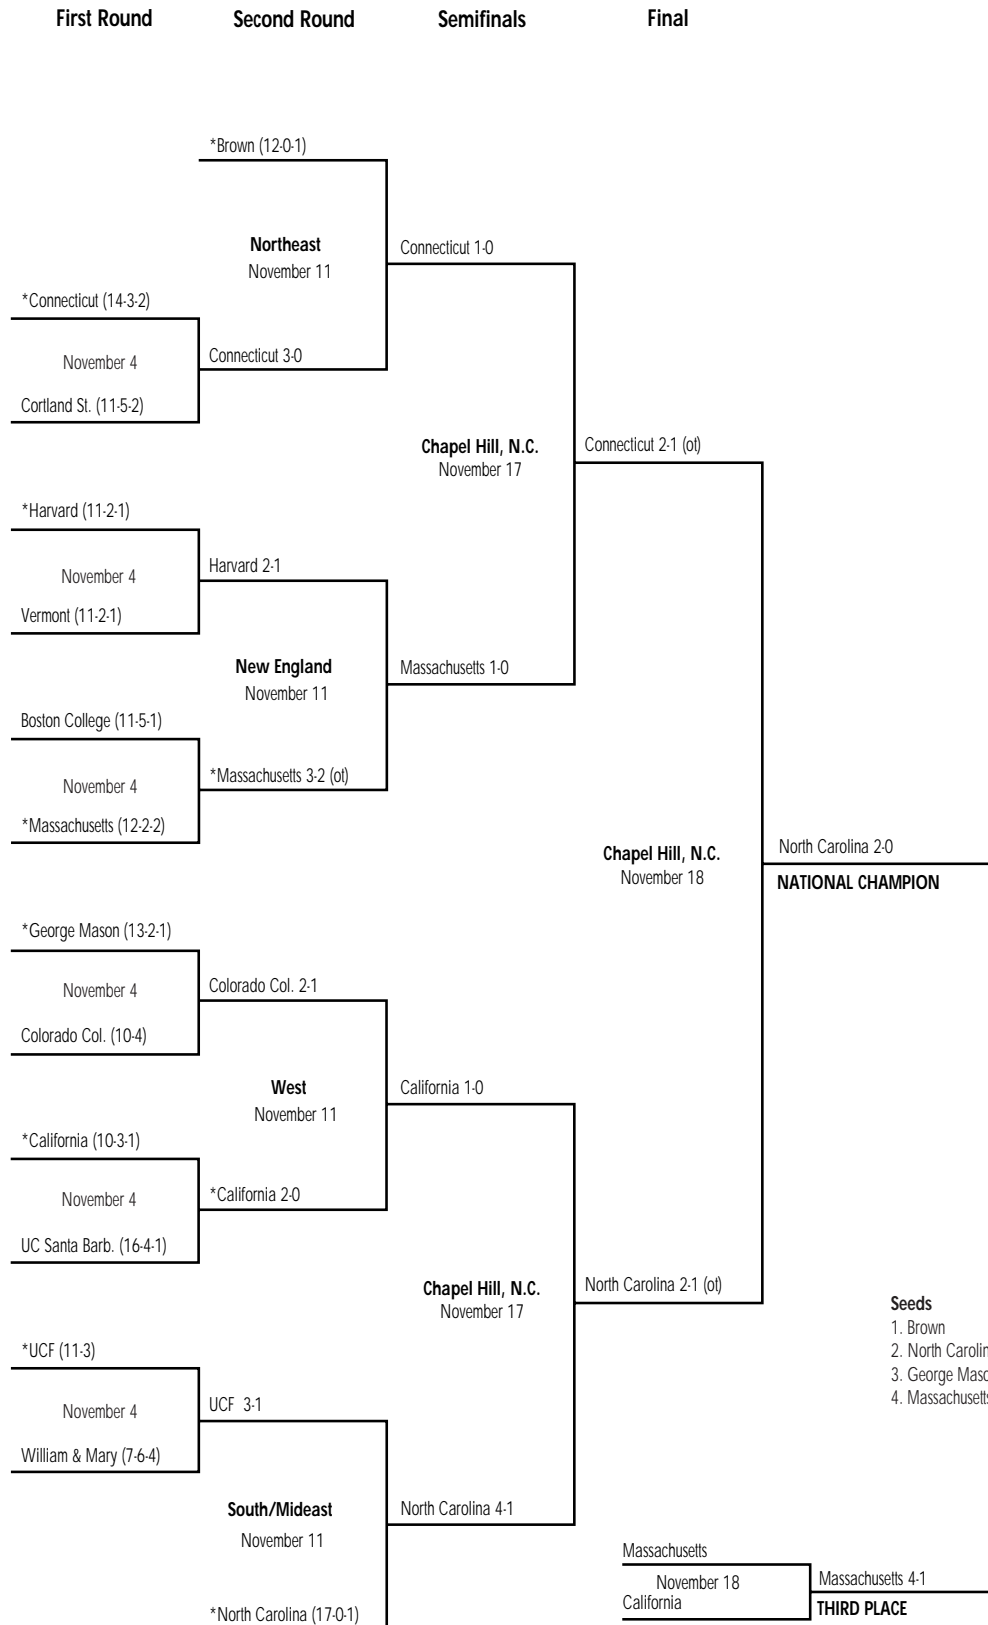 First Round Second Round Semifinals Final
*Brown (12-0-1)
Northeast
November 11
Connecticut 1-0
*Connecticut (14-3-2)
November 4
Connecticut 3-0
Cortland St. (11-5-2)
Chapel Hill, N.C.
November 17
Connecticut 2-1 (ot)
*Harvard (11-2-1)
November 4
Harvard 2-1
Vermont (11-2-1)
New England
November 11
Massachusetts 1-0
Boston College (11-5-1)
November 4
*Massachusetts 3-2 (ot)
*Massachusetts (12-2-2)
Chapel Hill, N.C.
November 18
North Carolina 2-0
NATIONAL CHAMPION
*George Mason (13-2-1)
November 4
Colorado Col. 2-1
Colorado Col. (10-4)
West
November 11
California 1-0
*California (10-3-1)
November 4
*California 2-0
UC Santa Barb. (16-4-1)
Chapel Hill, N.C.
November 17
North Carolina 2-1 (ot)
Seeds
1. Brown
2. North Carolin
3. George Maso
4. Massachusetts
*UCF (11-3)
November 4
UCF 3-1
William & Mary (7-6-4)
South/Mideast
November 11
North Carolina 4-1
*North Carolina (17-0-1)
Massachusetts
November 18
California
Massachusetts 4-1
THIRD PLACE